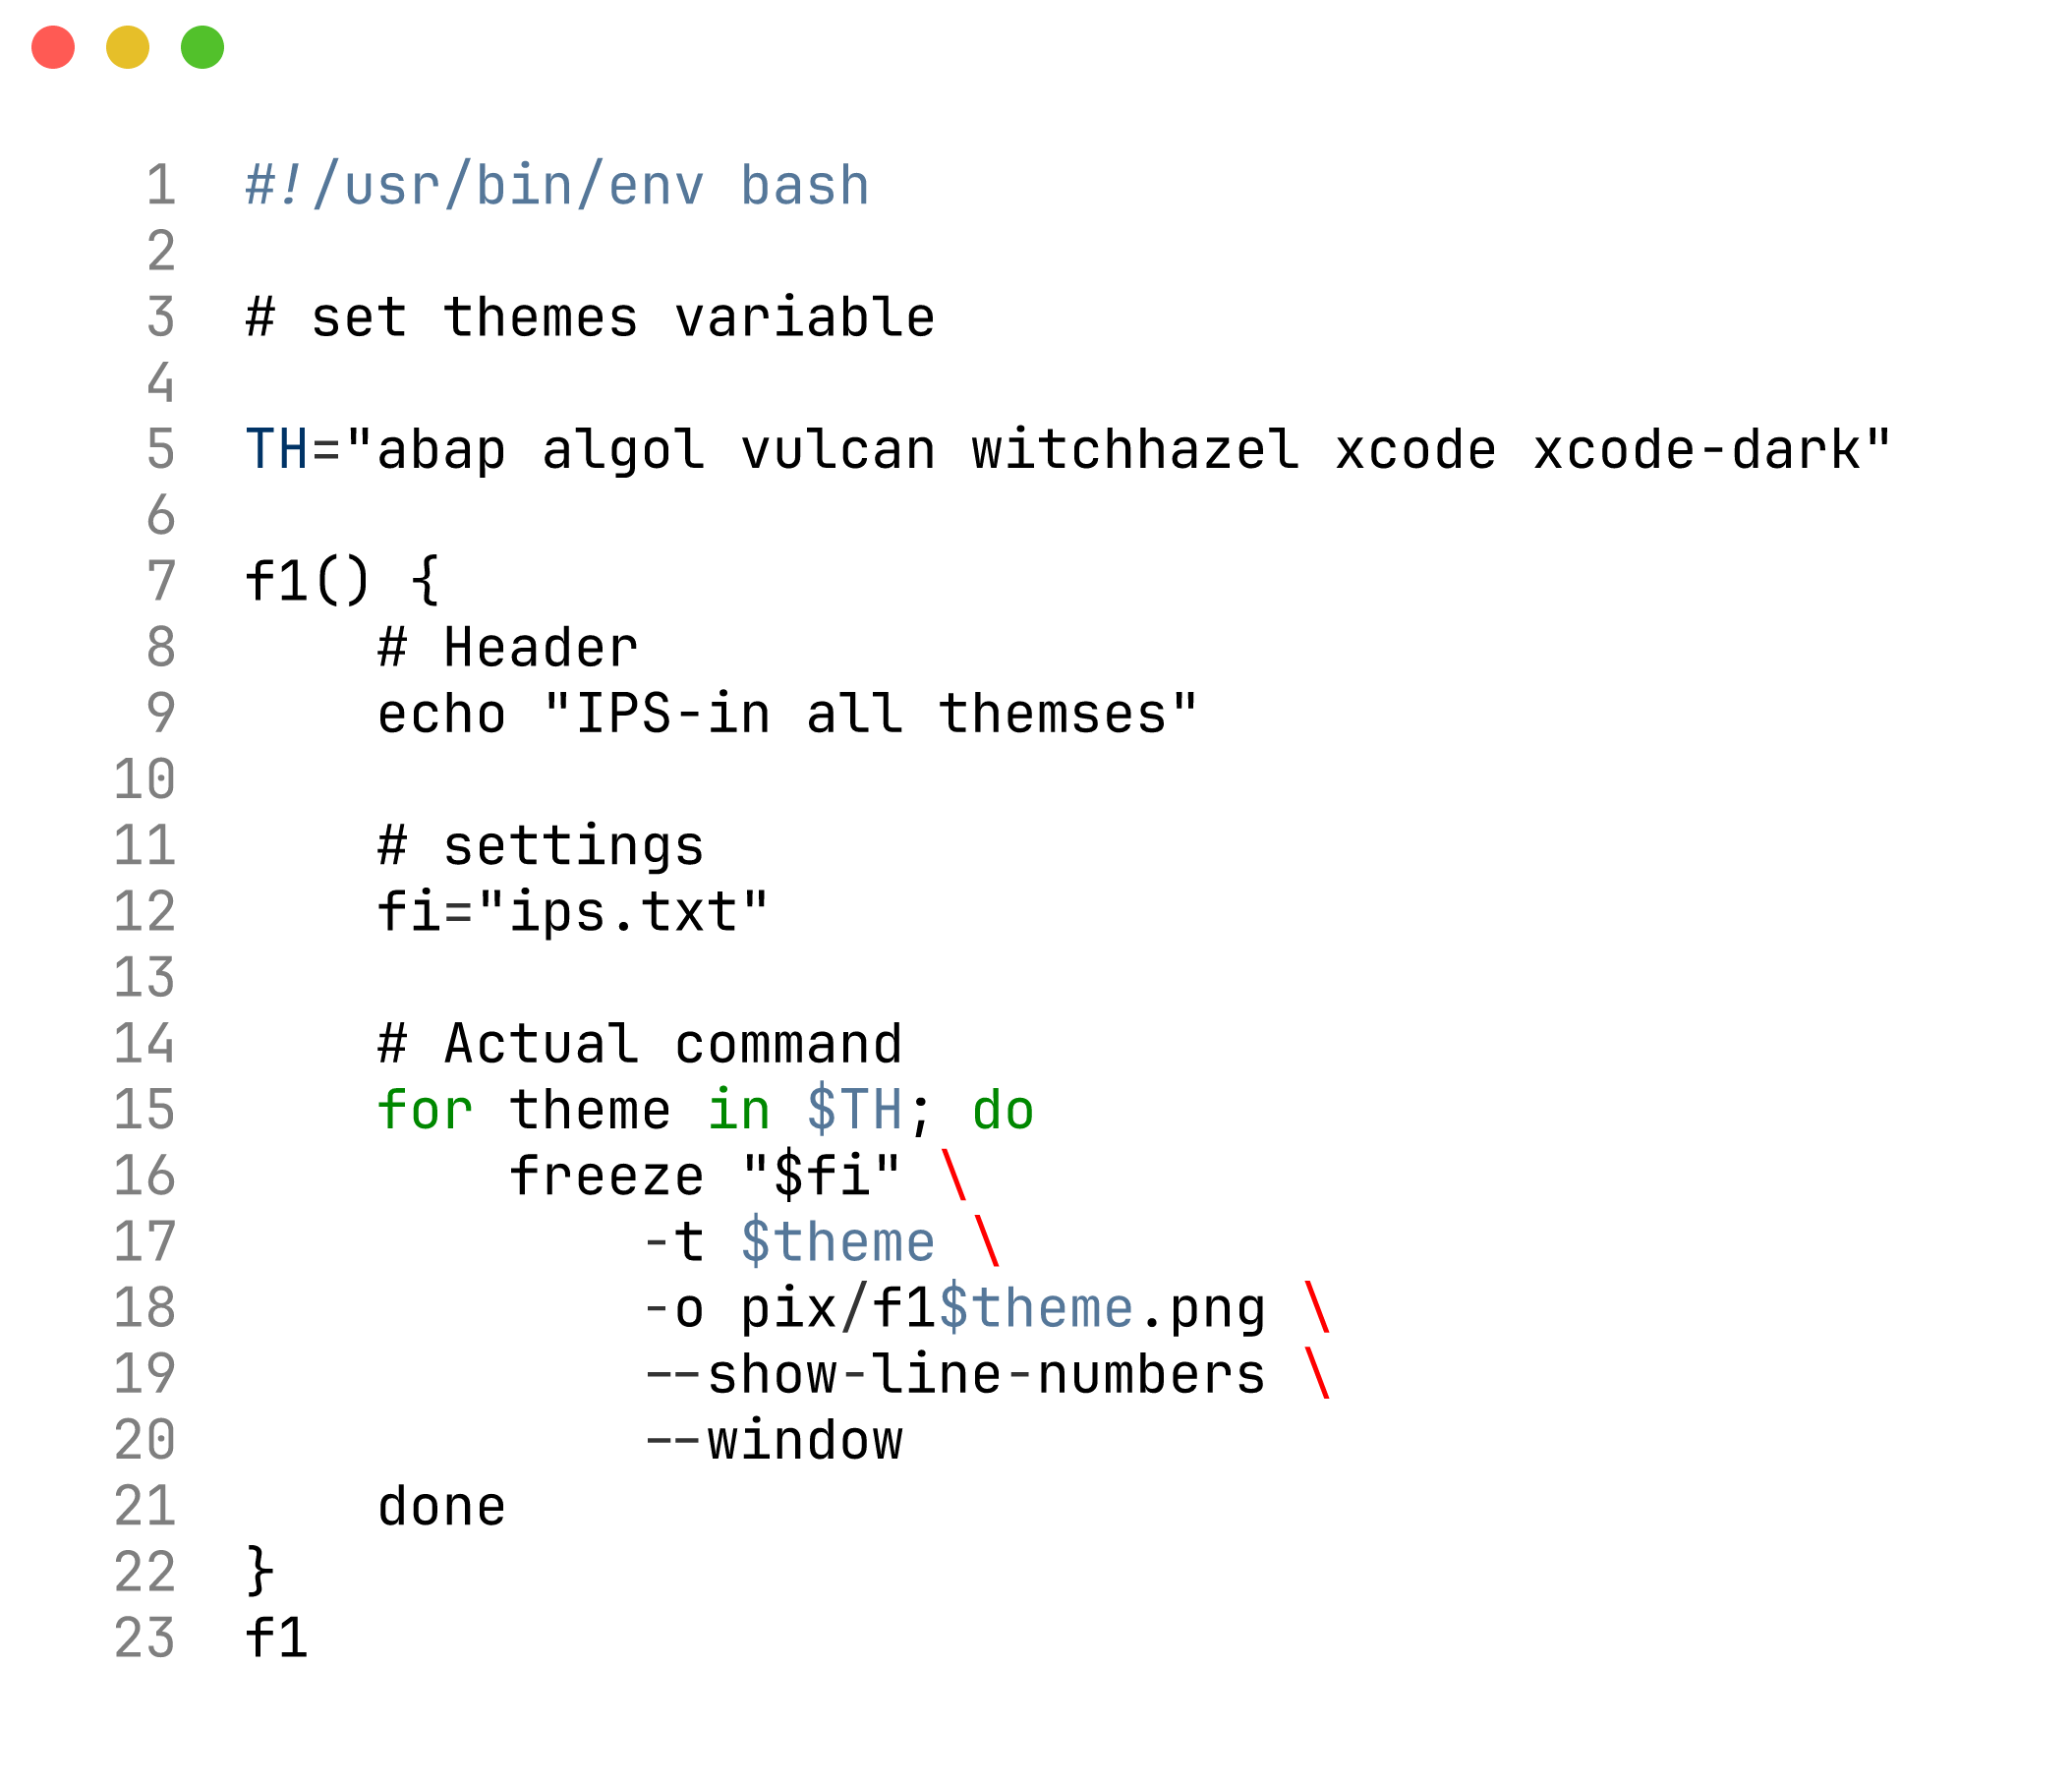 1 #!/usr/bin/env bash
2
3 # set themes variable
4
5 TH="abap algol vulcan witchhazel xcode xcode-dark"
6
7 f1() {
8     # Header
9     echo "IPS-in all themses"
10
11     # settings
12     fi="ips.txt"
13
14     # Actual command
15     for theme in $TH; do
16         freeze "$fi" \
17             -t $theme \
18             -o pix/f1$theme.png \
19             --show-line-numbers \
20             --window
21     done
22 }
23 f1